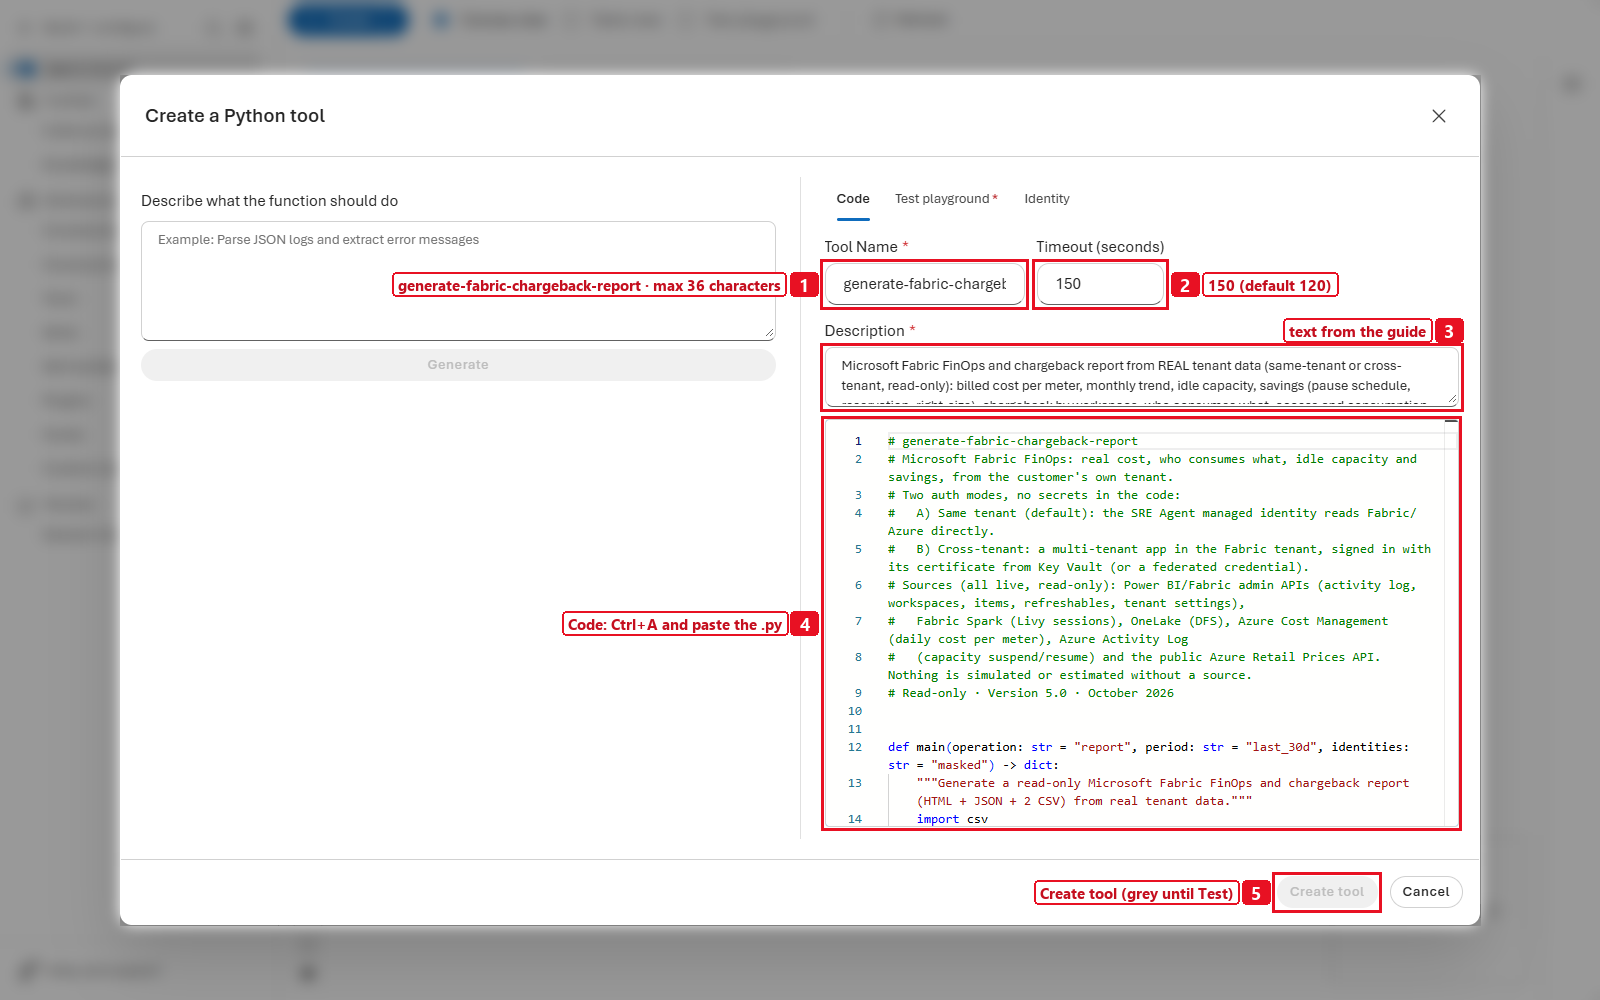 Create a Python tool
Describe what the function should do
Example: Parse JSON logs and extract error messages
Generate
Code
Test playground *
Identity
Tool Name *
Timeout (seconds)
generate-fabric-chargeback-report · max 36 characters
1
generate-fabric-chargeb
150
2
150 (default 120)
Description *
text from the guide
3
Microsoft Fabric FinOps and chargeback report from REAL tenant data (same-tenant or cross-
tenant, read-only): billed cost per meter, monthly trend, idle capacity, savings (pause schedule,
1 # generate-fabric-chargeback-report
2 # Microsoft Fabric FinOps: real cost, who consumes what, idle capacity and
savings, from the customer's own tenant.
3 # Two auth modes, no secrets in the code:
4 #   A) Same tenant (default): the SRE Agent managed identity reads Fabric/
Azure directly.
5 #   B) Cross-tenant: a multi-tenant app in the Fabric tenant, signed in with
its certificate from Key Vault (or a federated credential).
6 # Sources (all live, read-only): Power BI/Fabric admin APIs (activity log,
workspaces, items, refreshables, tenant settings),
7 #   Fabric Spark (Livy sessions), OneLake (DFS), Azure Cost Management
(daily cost per meter), Azure Activity Log
8 #   (capacity suspend/resume) and the public Azure Retail Prices API.
Nothing is simulated or estimated without a source.
9 # Read-only · Version 5.0 · October 2026
10
11
12 def main(operation: str = "report", period: str = "last_30d", identities:
str = "masked") -> dict:
13 """Generate a read-only Microsoft Fabric FinOps and chargeback report
(HTML + JSON + 2 CSV) from real tenant data."""
14 import csv
Code: Ctrl+A and paste the .py
4
Create tool (grey until Test)
5
Create tool
Cancel